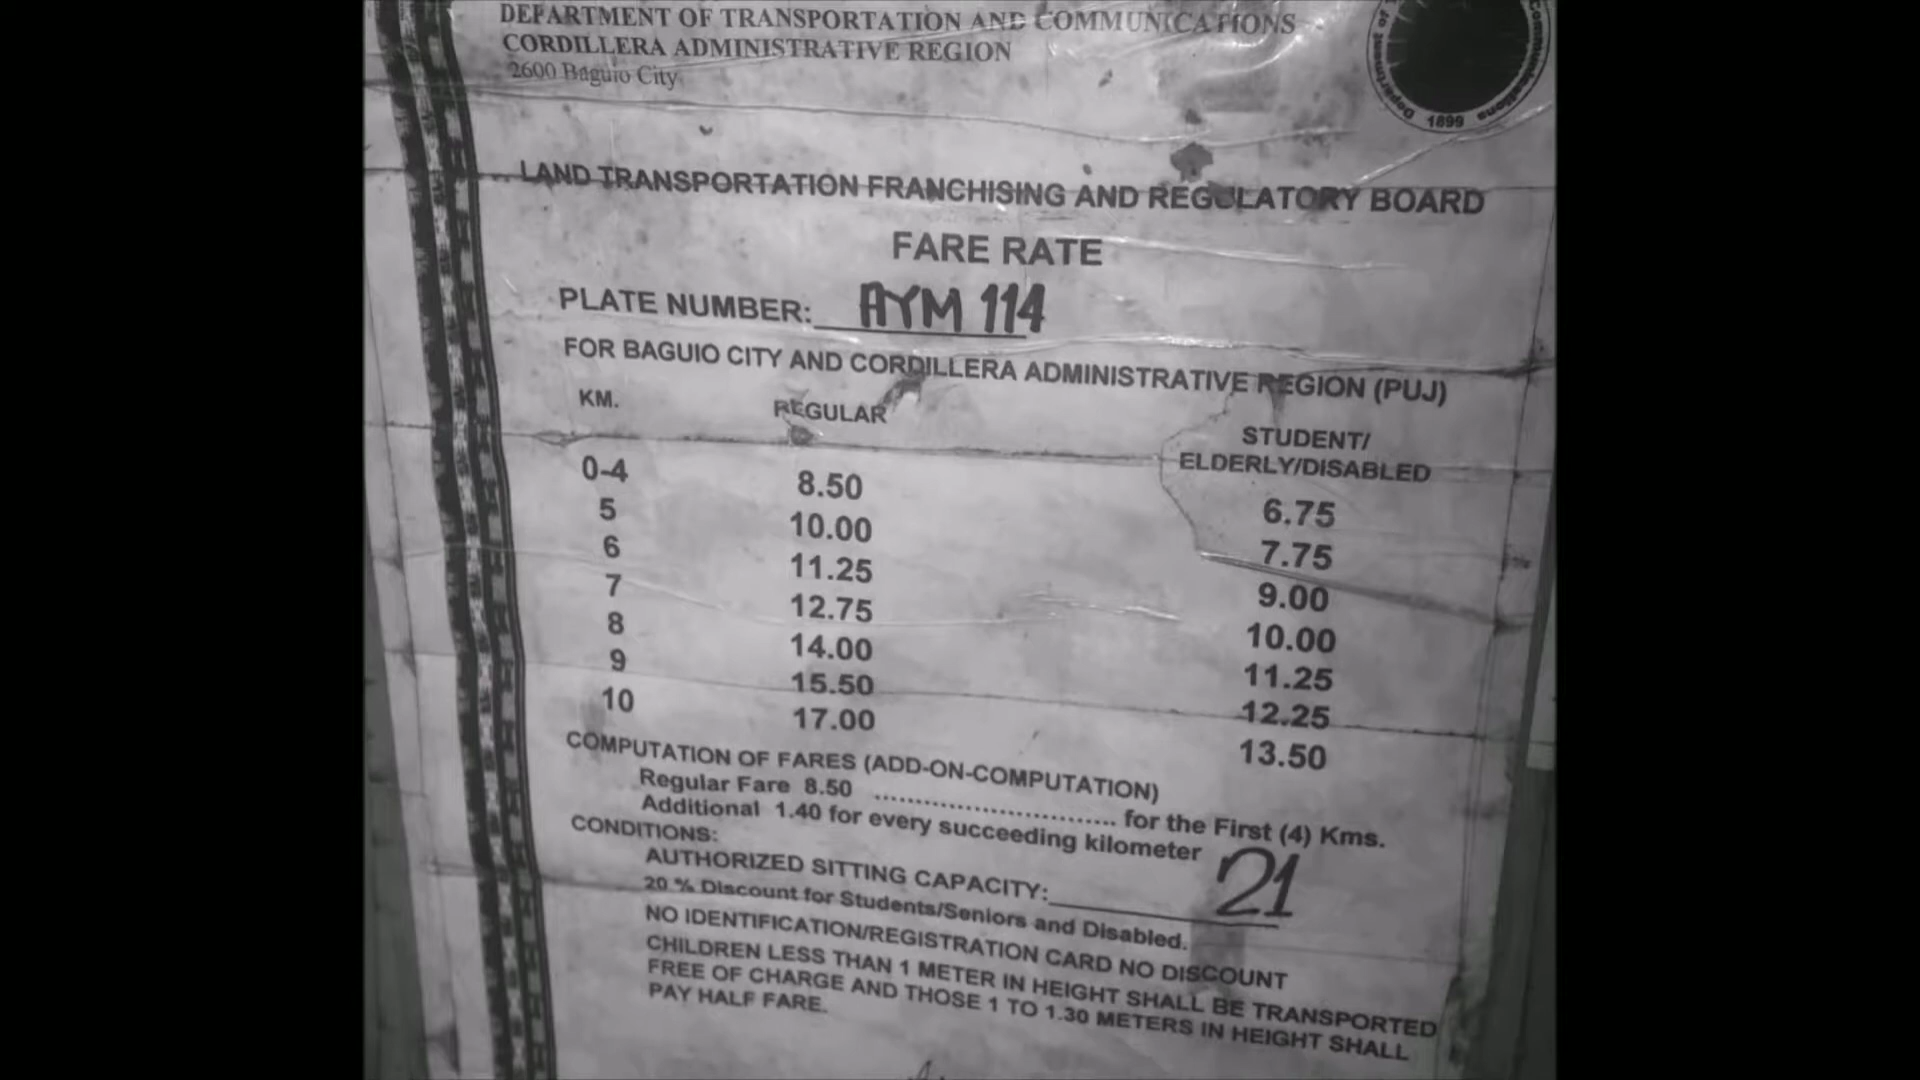 DEPARTMENT OF TRANSPORTATION AND COMMUNICATIONS
CORDILLERA ADMINISTRATIVE REGION
2600 Baguio City
Department of Communications
1899
LAND TRANSPORTATION FRANCHISING AND REGULATORY BOARD
FARE RATE
PLATE NUMBER: AYM 114
FOR BAGUIO CITY AND CORDILLERA ADMINISTRATIVE REGION (PUJ)
KM. REGULAR STUDENT/
ELDERLY/DISABLED
0-4 8.50 6.75
5 10.00 7.75
6 11.25 9.00
7 12.75 10.00
8 14.00 11.25
9 15.50 12.25
10 17.00 13.50
COMPUTATION OF FARES (ADD-ON-COMPUTATION)
Regular Fare 8.50 .............................. for the First (4) Kms.
Additional 1.40 for every succeeding kilometer
CONDITIONS:
AUTHORIZED SITTING CAPACITY: 21
20 % Discount for Students/Seniors and Disabled.
NO IDENTIFICATION/REGISTRATION CARD NO DISCOUNT
CHILDREN LESS THAN 1 METER IN HEIGHT SHALL BE TRANSPORTED
FREE OF CHARGE AND THOSE 1 TO 1.30 METERS IN HEIGHT SHALL
PAY HALF FARE.